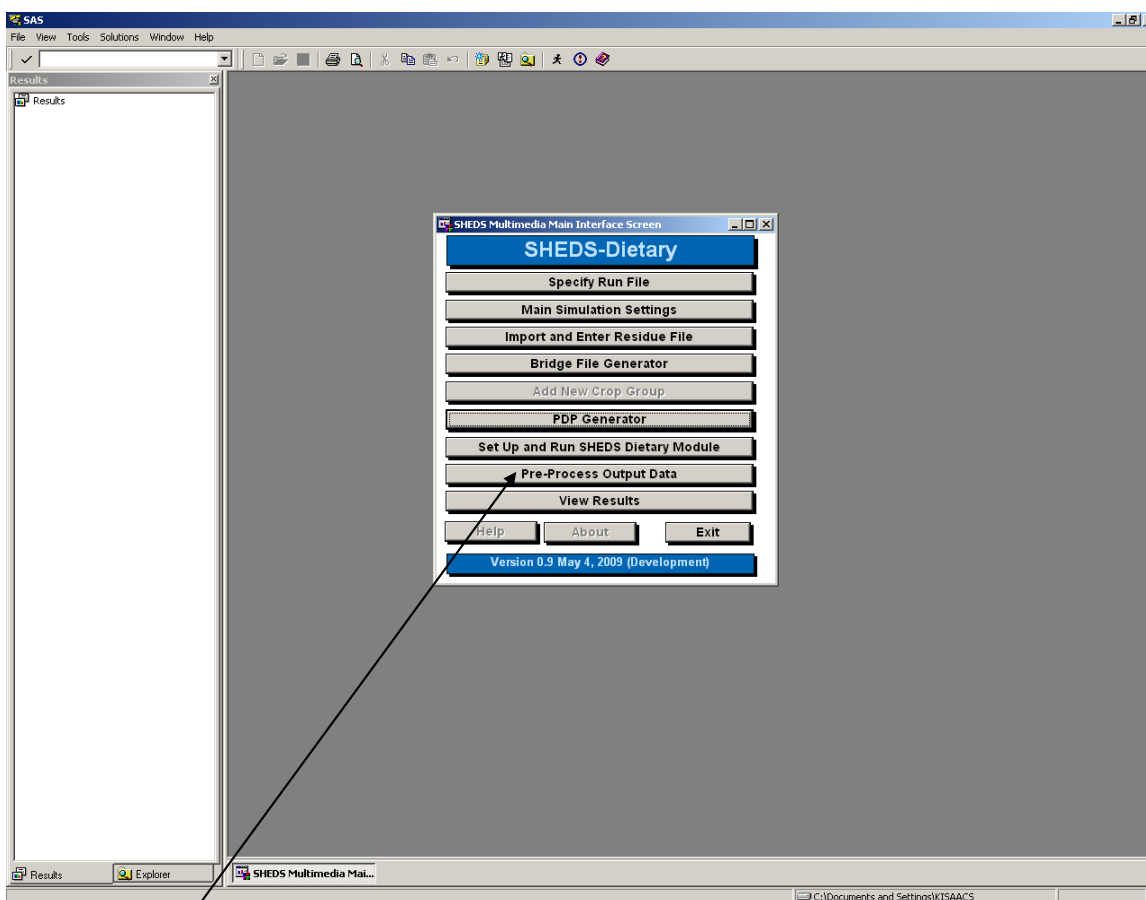 SAS
File View Tools Solutions Window Help
Results
Results
SHEDS Multimedia Main Interface Screen
SHEDS-Dietary
Specify Run File
Main Simulation Settings
Import and Enter Residue File
Bridge File Generator
Add New Crop Group
PDP Generator
Set Up and Run SHEDS Dietary Module
Pre-Process Output Data
View Results
Help About Exit
Version 0.9 May 4, 2009 (Development)
Results Explorer SHEDS Multimedia Mai...
C:\Documents and Settings\KISAACS